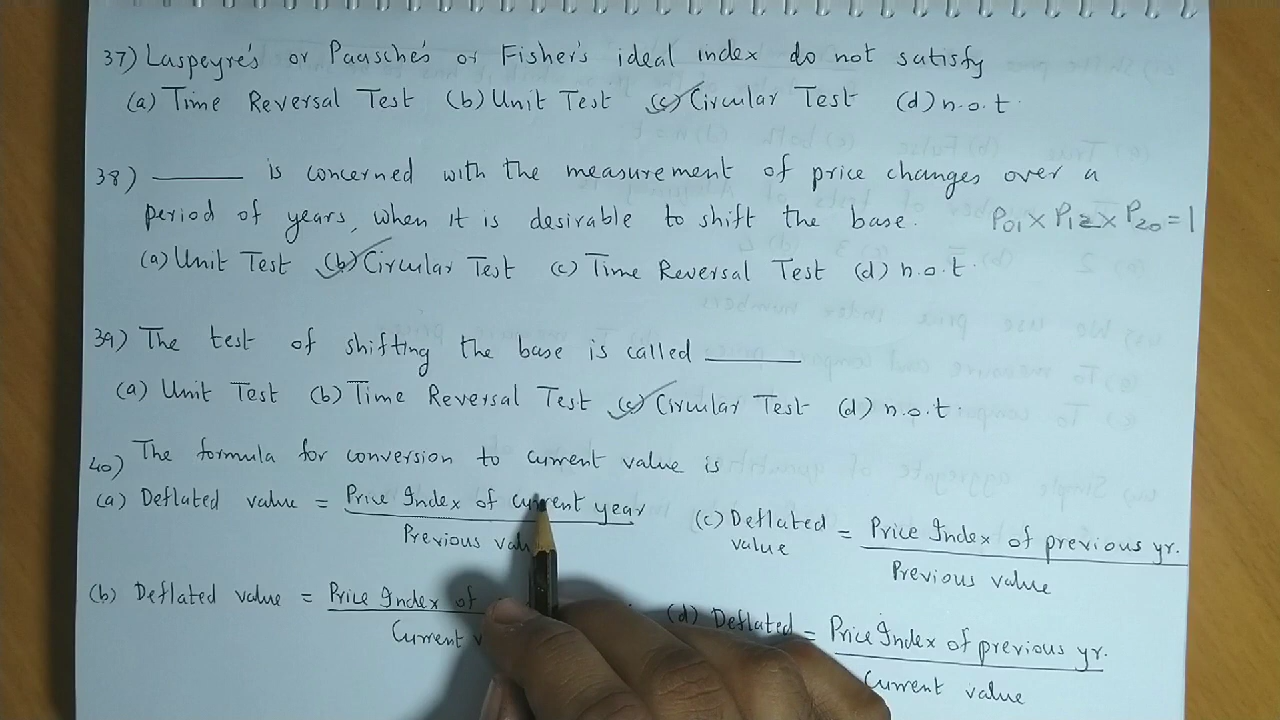 37) Laspeyre's or Paasche's or Fisher's ideal index do not satisfy
(a) Time Reversal Test (b) Unit Test (c) Circular Test (d) n.o.t.
38) ______ is concerned with the measurement of price changes over a
period of years, when it is desirable to shift the base. P01 × P12 × P20 = 1
(a) Unit Test (b) Circular Test (c) Time Reversal Test (d) n.o.t.
39) The test of shifting the base is called ______
(a) Unit Test (b) Time Reversal Test (c) Circular Test (d) n.o.t.
40) The formula for conversion to current value is
(a) Deflated value = Price Index of current year
Previous
(c) Deflated value = Price Index of previous yr.
Previous value
(b) Deflated value = Price Index of
Current
(d) Deflated = Price Index of previous yr.
Current value